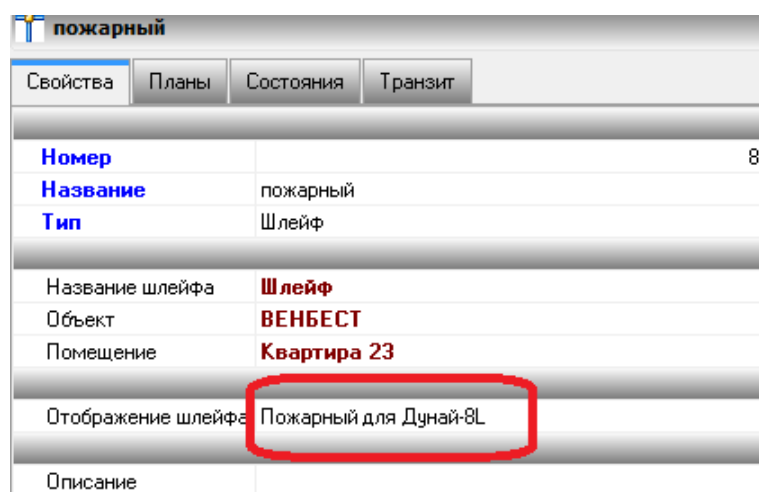 пожарный
Свойства Планы Состояния Транзит
Номер 8
Название пожарный
Тип Шлейф
Название шлейфа Шлейф
Объект ВЕНБЕСТ
Помещение Квартира 23
Отображение шлейфа Пожарный для Дунай-8L
Описание